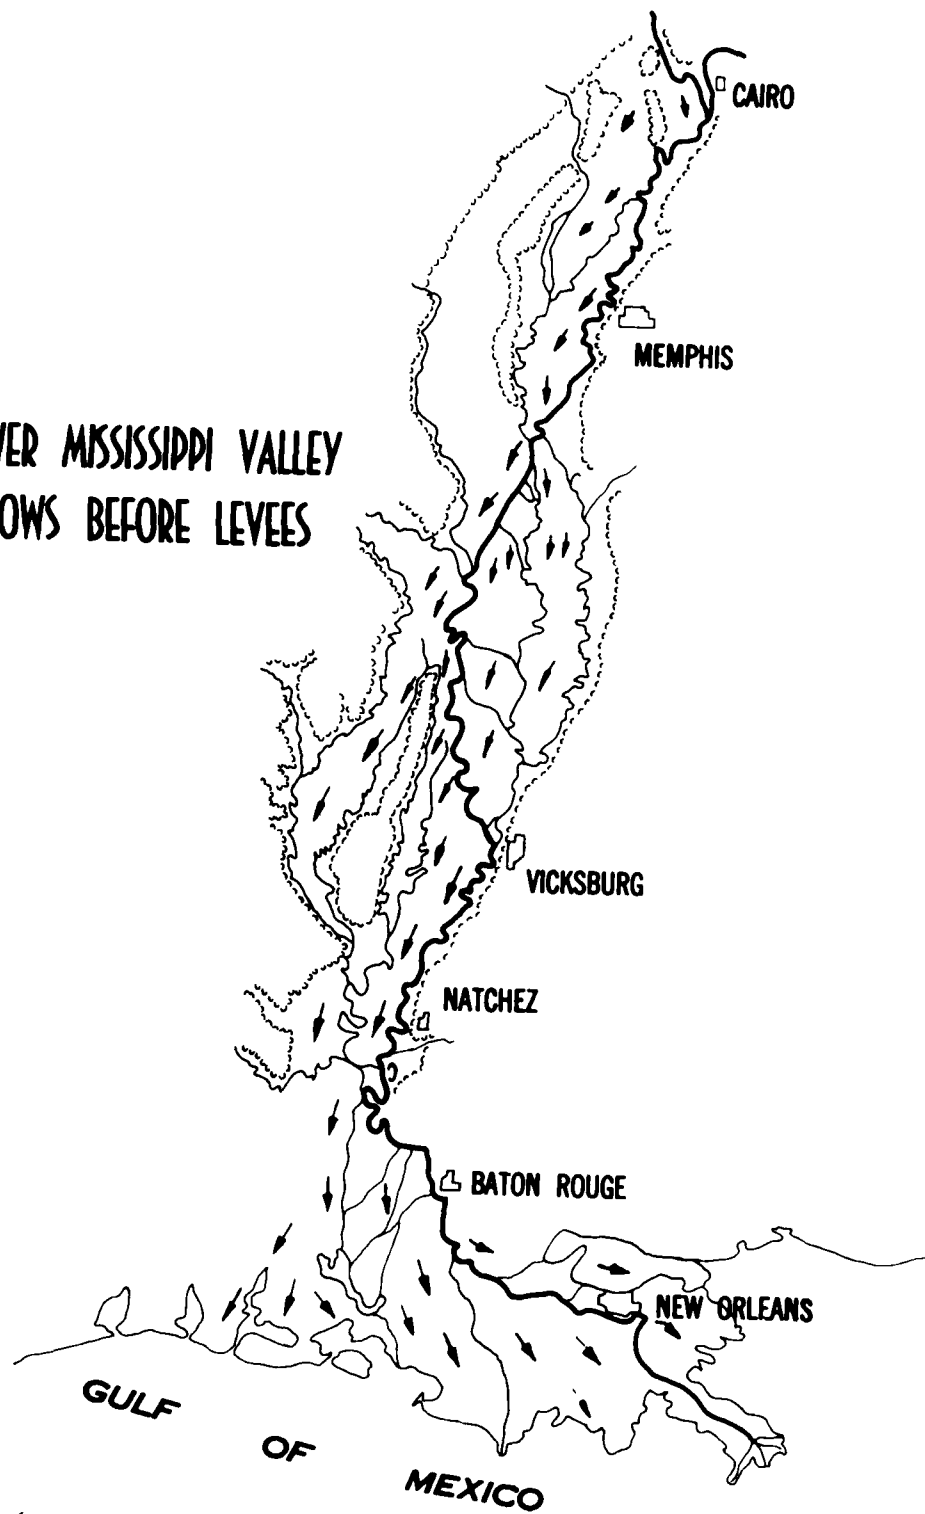 CAIRO
MEMPHIS
VER MISSISSIPPI VALLEY
OWS BEFORE LEVEES
VICKSBURG
NATCHEZ
BATON ROUGE
NEW ORLEANS
GULF
OF
MEXICO